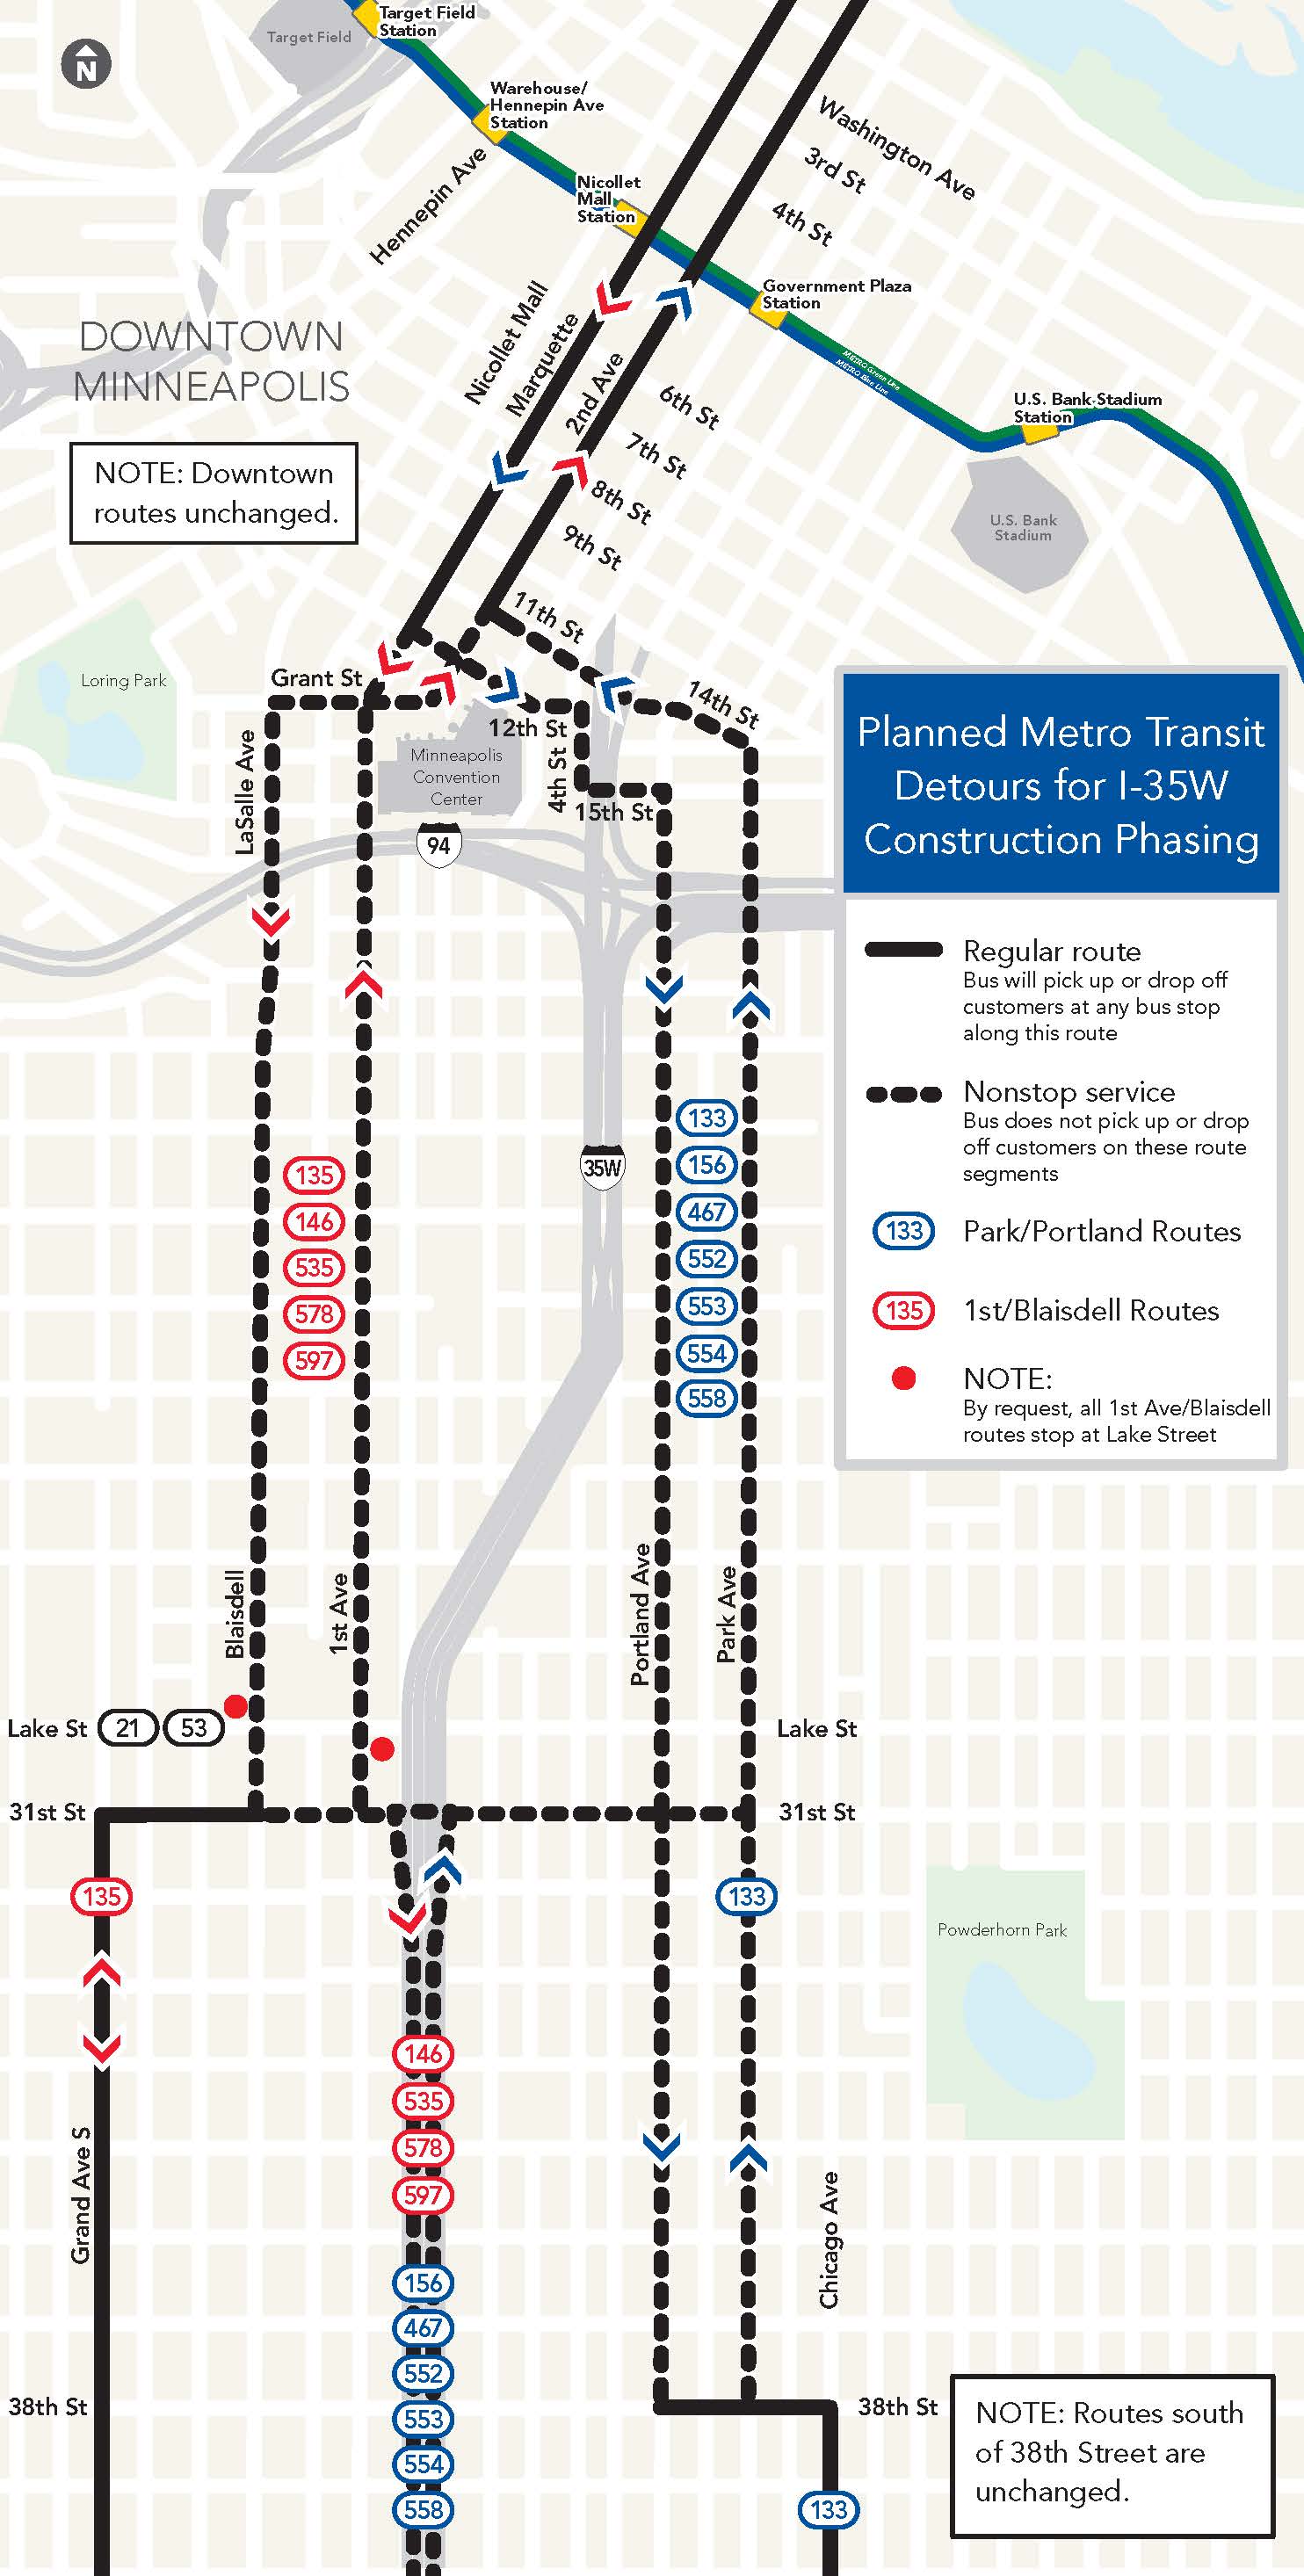 Target Field
Station
Target Field
N
Warehouse/
Hennepin Ave
Station
Washington Ave
3rd St
4th St
Hennepin Ave
Nicollet
Mall
Station
Government Plaza
Station
METRO Green Line
METRO Blue Line
Nicollet Mall
Marquette
2nd Ave
DOWNTOWN
MINNEAPOLIS
6th St
7th St
8th St
9th St
U.S. Bank Stadium
Station
U.S. Bank
Stadium
NOTE: Downtown
routes unchanged.
11th St
Loring Park
Grant St
14th St
12th St
4th St
15th St
LaSalle Ave
Minneapolis
Convention
Center
94
Planned Metro Transit
Detours for I-35W
Construction Phasing
Regular route
Bus will pick up or drop off
customers at any bus stop
along this route
Nonstop service
Bus does not pick up or drop
off customers on these route
segments
133 Park/Portland Routes
135 1st/Blaisdell Routes
NOTE:
By request, all 1st Ave/Blaisdell
routes stop at Lake Street
35W
135
146
535
578
597
133
156
467
552
553
554
558
Blaisdell
1st Ave
Portland Ave
Park Ave
Lake St 21 53
Lake St
31st St
31st St
135
133
Powderhorn Park
146
535
578
597
Grand Ave S
Chicago Ave
156
467
552
553
554
558
38th St
38th St
133
NOTE: Routes south
of 38th Street are
unchanged.